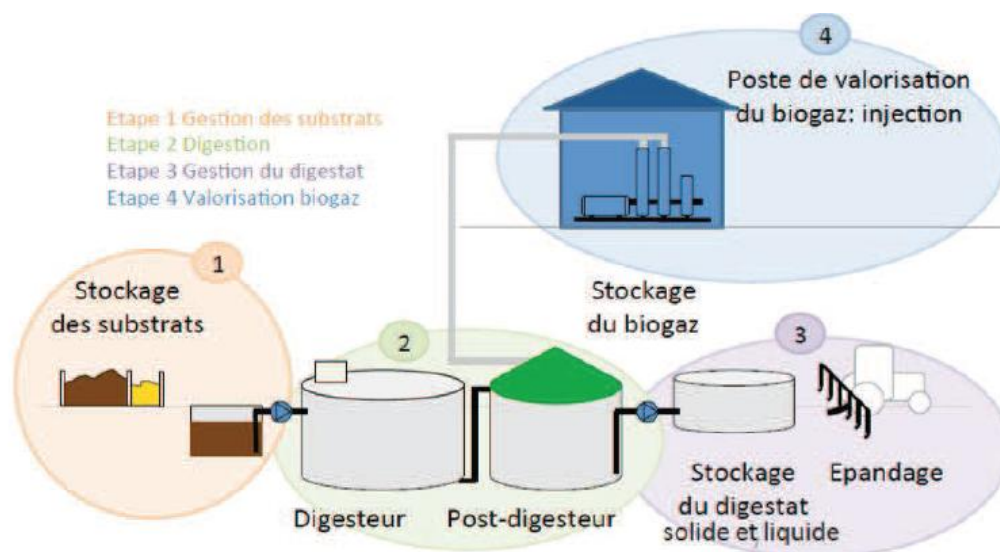 4
Poste de valorisation
du biogaz: injection
Etape 1 Gestion des substrats
Etape 2 Digestion
Etape 3 Gestion du digestat
Etape 4 Valorisation biogaz
1
Stockage
des substrats
Stockage
du biogaz
2
3
Digesteur
Post-digesteur
Stockage
du digestat
solide et liquide
Epandage